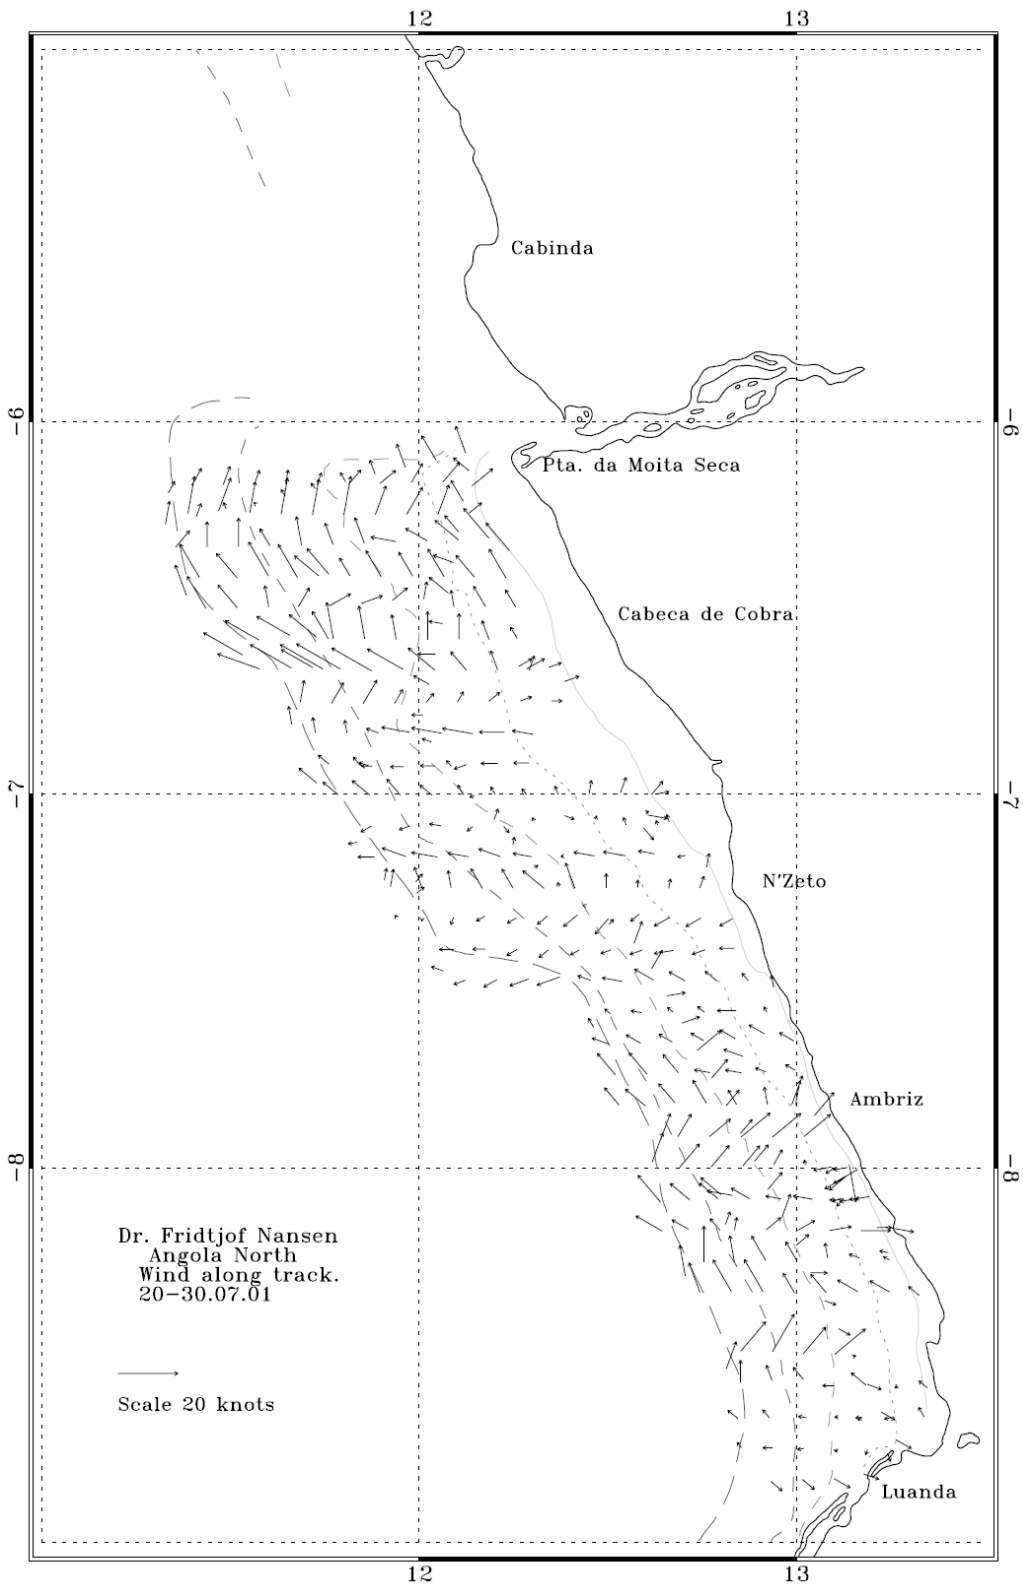 12 13
Cabinda
-6 -6
Pta. da Moita Seca
Cabeca de Cobra
-7 -7
N'Zeto
Ambriz
-8 -8
Dr. Fridtjof Nansen
Angola North
Wind along track.
20-30.07.01
Scale 20 knots
Luanda
12 13